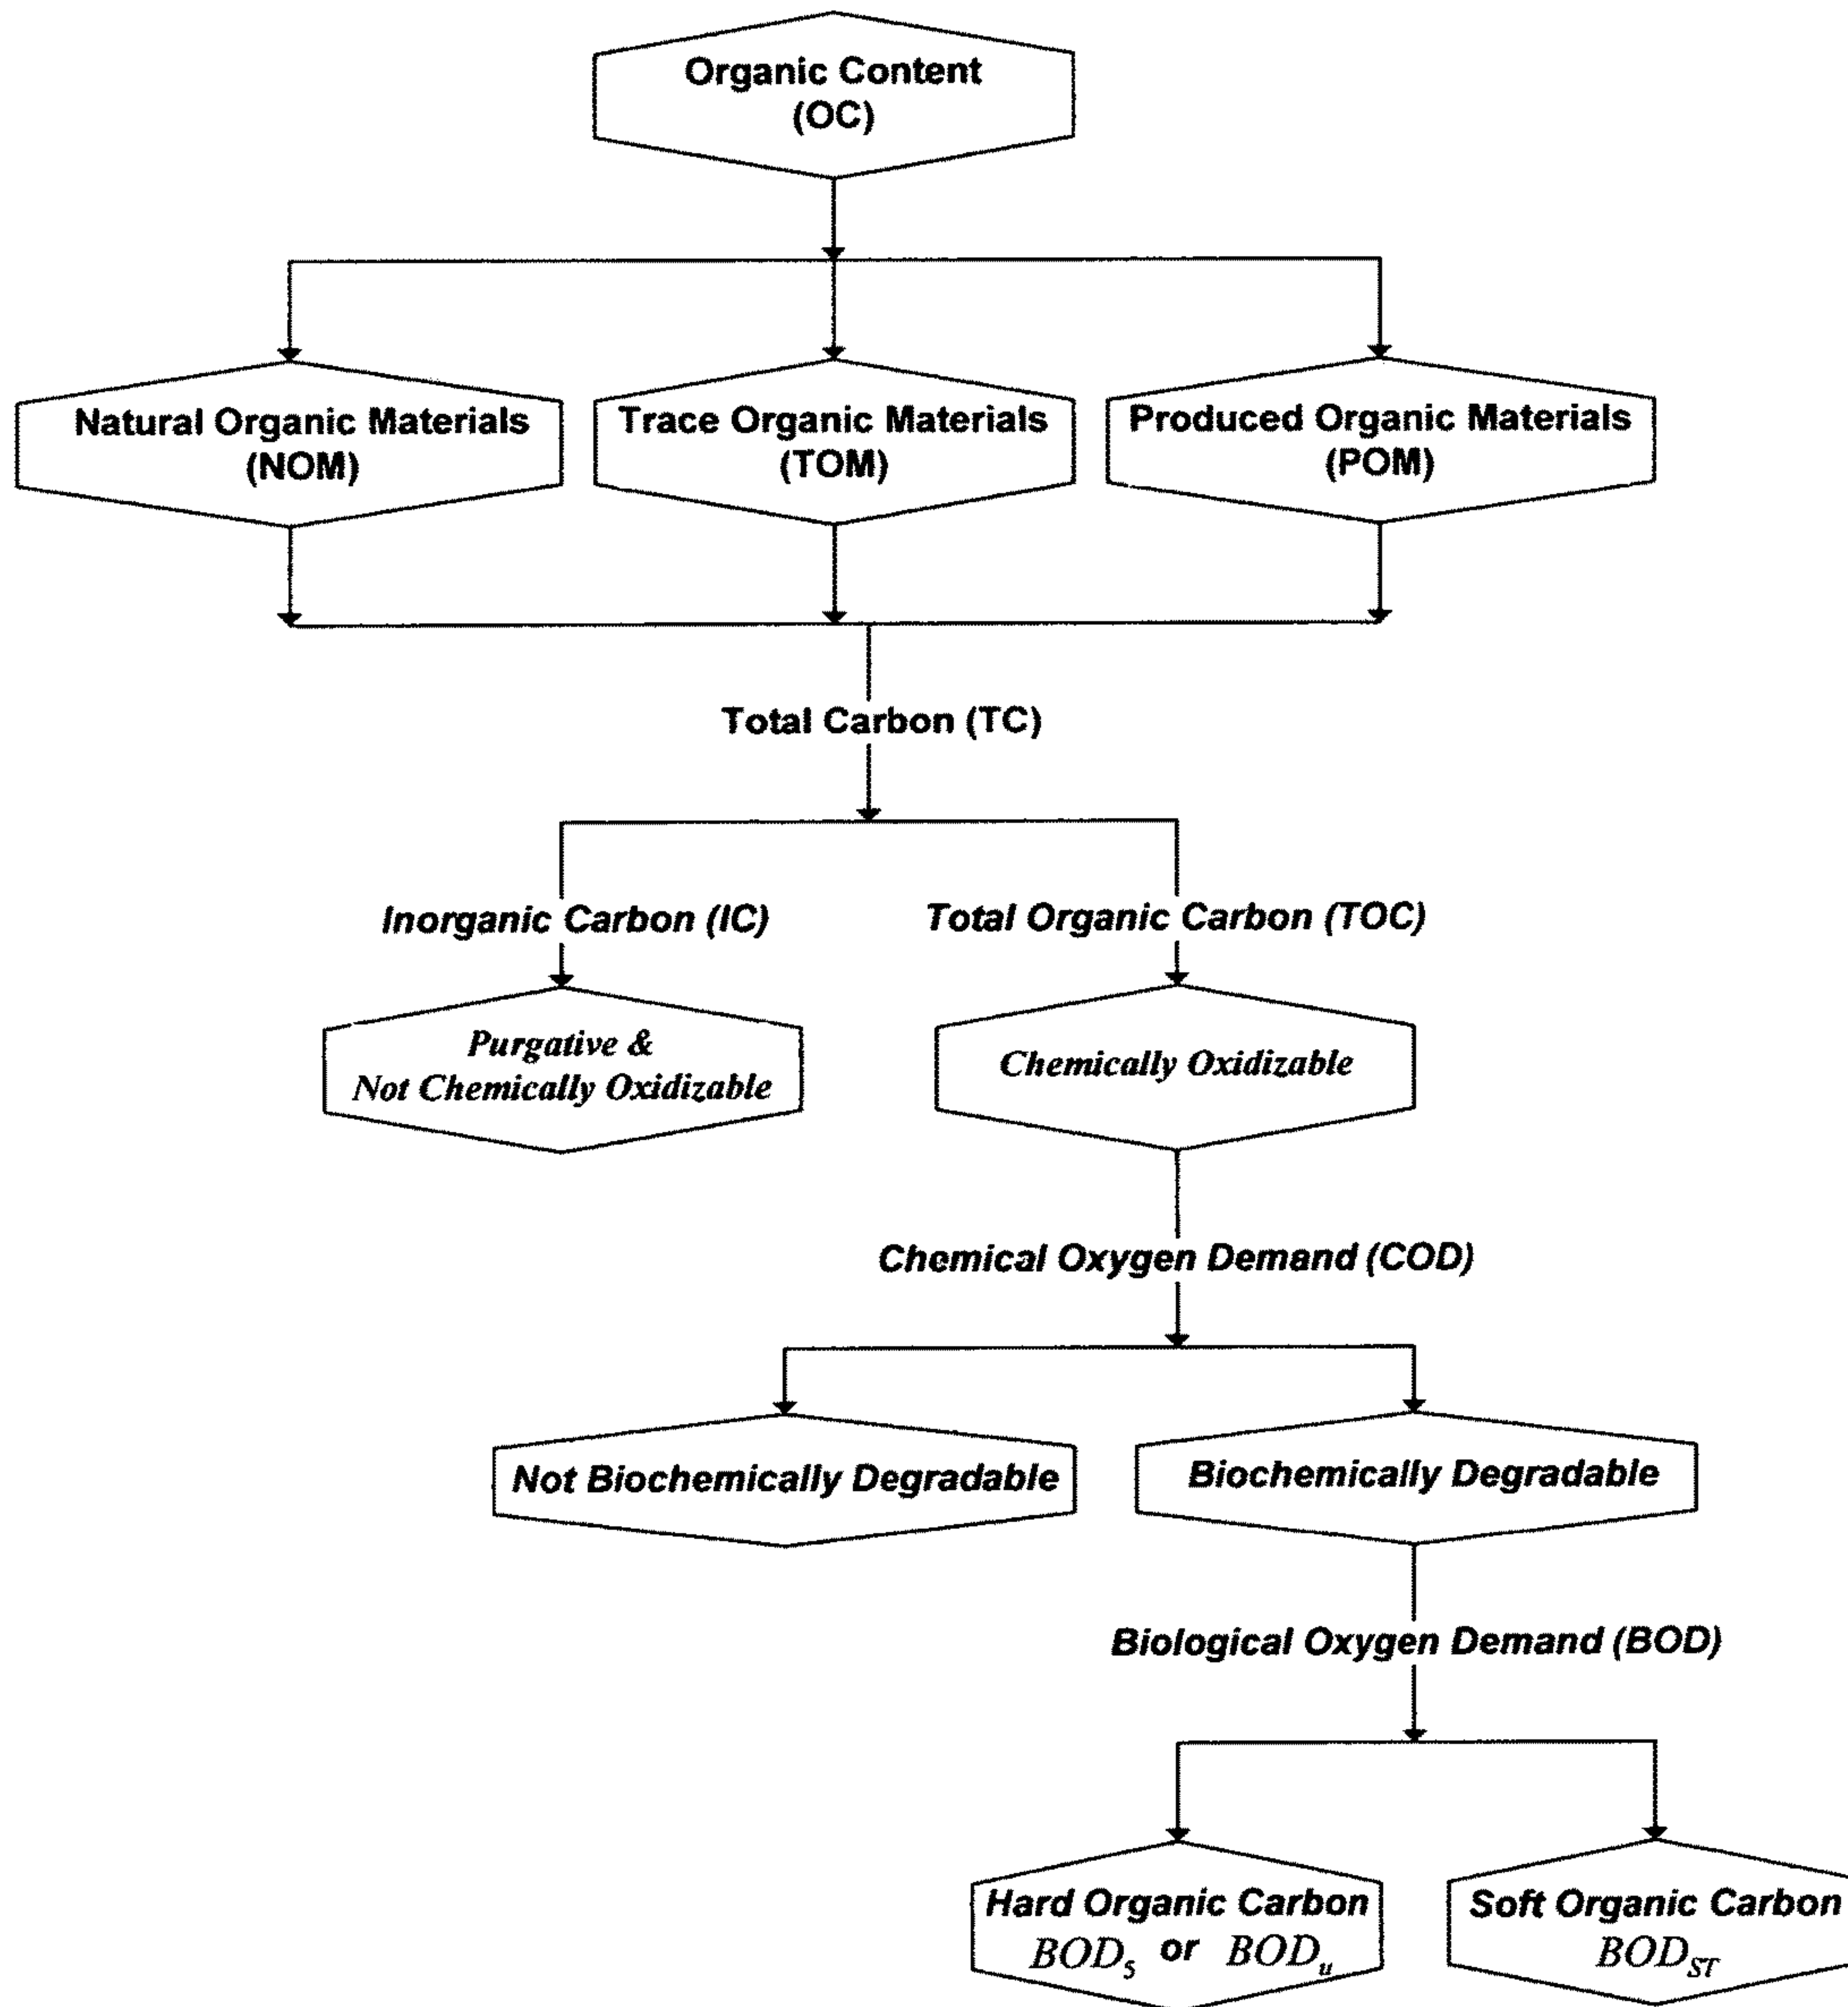 Organic Content
(OC)
Natural Organic Materials
(NOM)
Trace Organic Materials
(TOM)
Produced Organic Materials
(POM)
Total Carbon (TC)
Inorganic Carbon (IC)
Total Organic Carbon (TOC)
Purgative &
Not Chemically Oxidizable
Chemically Oxidizable
Chemical Oxygen Demand (COD)
Not Biochemically Degradable
Biochemically Degradable
Biological Oxygen Demand (BOD)
Hard Organic Carbon
BOD₅ or BODᵤ
Soft Organic Carbon
BOD_ST